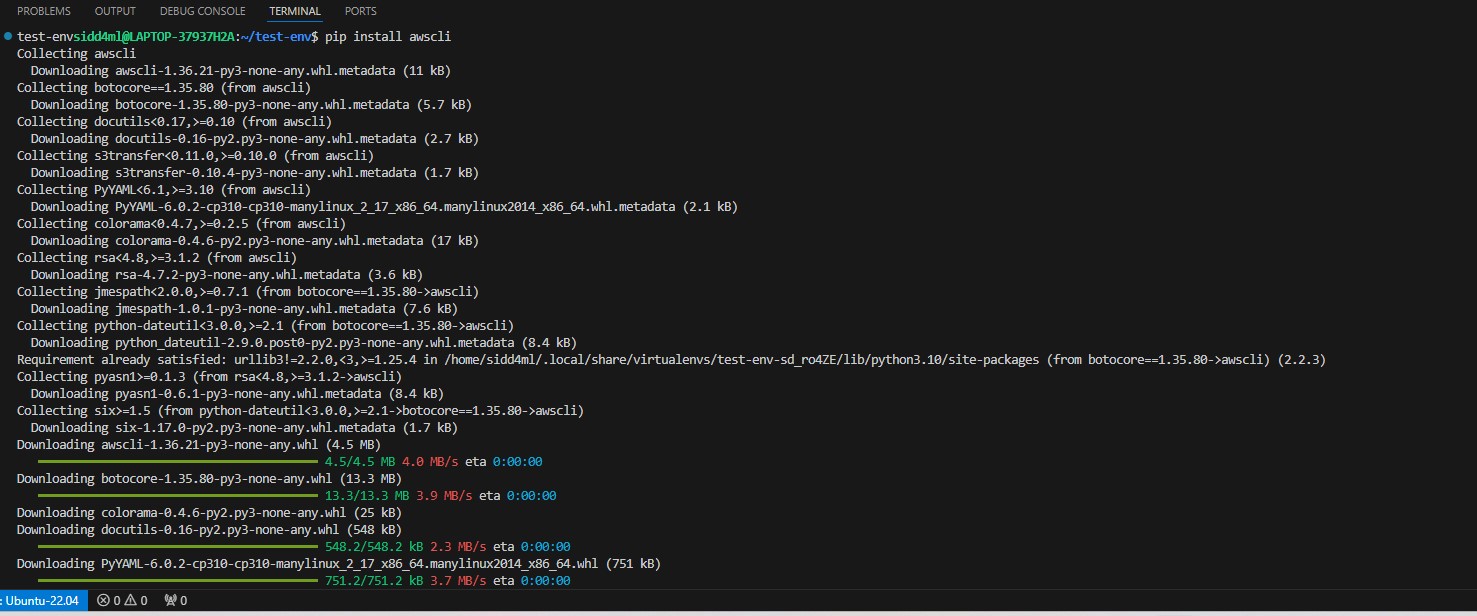 PROBLEMS OUTPUT DEBUG CONSOLE TERMINAL PORTS
test-envsidd4ml@LAPTOP-37937H2A:~/test-env$ pip install awscli
Collecting awscli
  Downloading awscli-1.36.21-py3-none-any.whl.metadata (11 kB)
Collecting botocore==1.35.80 (from awscli)
  Downloading botocore-1.35.80-py3-none-any.whl.metadata (5.7 kB)
Collecting docutils<0.17,>=0.10 (from awscli)
  Downloading docutils-0.16-py2.py3-none-any.whl.metadata (2.7 kB)
Collecting s3transfer<0.11.0,>=0.10.0 (from awscli)
  Downloading s3transfer-0.10.4-py3-none-any.whl.metadata (1.7 kB)
Collecting PyYAML<6.1,>=3.10 (from awscli)
  Downloading PyYAML-6.0.2-cp310-cp310-manylinux_2_17_x86_64.manylinux2014_x86_64.whl.metadata (2.1 kB)
Collecting colorama<0.4.7,>=0.2.5 (from awscli)
  Downloading colorama-0.4.6-py2.py3-none-any.whl.metadata (17 kB)
Collecting rsa<4.8,>=3.1.2 (from awscli)
  Downloading rsa-4.7.2-py3-none-any.whl.metadata (3.6 kB)
Collecting jmespath<2.0.0,>=0.7.1 (from botocore==1.35.80->awscli)
  Downloading jmespath-1.0.1-py3-none-any.whl.metadata (7.6 kB)
Collecting python-dateutil<3.0.0,>=2.1 (from botocore==1.35.80->awscli)
  Downloading python_dateutil-2.9.0.post0-py2.py3-none-any.whl.metadata (8.4 kB)
Requirement already satisfied: urllib3!=2.2.0,<3,>=1.25.4 in /home/sidd4ml/.local/share/virtualenvs/test-env-sd_ro4ZE/lib/python3.10/site-packages (from botocore==1.35.80->awscli) (2.2.3)
Collecting pyasn1>=0.1.3 (from rsa<4.8,>=3.1.2->awscli)
  Downloading pyasn1-0.6.1-py3-none-any.whl.metadata (8.4 kB)
Collecting six>=1.5 (from python-dateutil<3.0.0,>=2.1->botocore==1.35.80->awscli)
  Downloading six-1.17.0-py2.py3-none-any.whl.metadata (1.7 kB)
Downloading awscli-1.36.21-py3-none-any.whl (4.5 MB)
4.5/4.5 MB 4.0 MB/s eta 0:00:00
Downloading botocore-1.35.80-py3-none-any.whl (13.3 MB)
13.3/13.3 MB 3.9 MB/s eta 0:00:00
Downloading colorama-0.4.6-py2.py3-none-any.whl (25 kB)
Downloading docutils-0.16-py2.py3-none-any.whl (548 kB)
548.2/548.2 kB 2.3 MB/s eta 0:00:00
Downloading PyYAML-6.0.2-cp310-cp310-manylinux_2_17_x86_64.manylinux2014_x86_64.whl (751 kB)
751.2/751.2 kB 3.7 MB/s eta 0:00:00
: Ubuntu-22.04 0 0 0